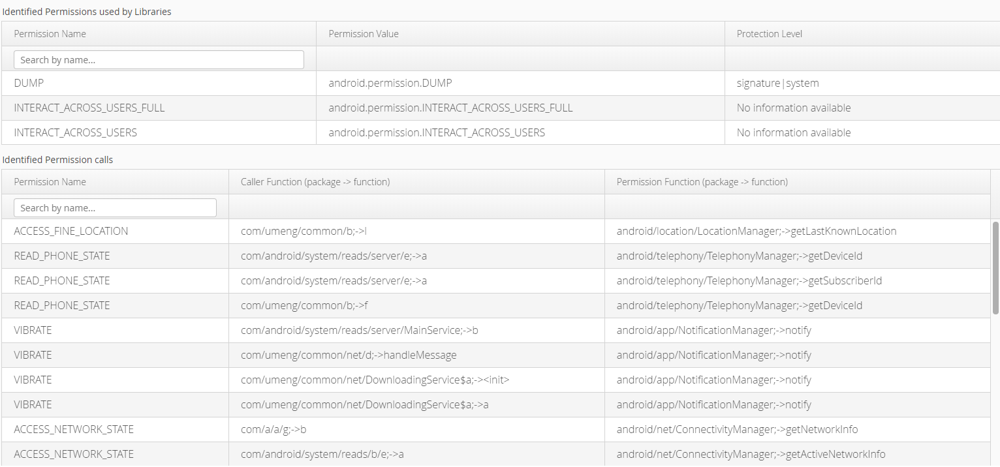 Identified Permissions used by Libraries
Permission Name Permission Value Protection Level
Search by name...
DUMP android.permission.DUMP signature|system
INTERACT_ACROSS_USERS_FULL android.permission.INTERACT_ACROSS_USERS_FULL No information available
INTERACT_ACROSS_USERS android.permission.INTERACT_ACROSS_USERS No information available
Identified Permission calls
Permission Name Caller Function (package -> function) Permission Function (package -> function)
Search by name...
ACCESS_FINE_LOCATION com/umeng/common/b;->l android/location/LocationManager;->getLastKnownLocation
READ_PHONE_STATE com/android/system/reads/server/e;->a android/telephony/TelephonyManager;->getDeviceId
READ_PHONE_STATE com/android/system/reads/server/e;->a android/telephony/TelephonyManager;->getSubscriberId
READ_PHONE_STATE com/umeng/common/b;->f android/telephony/TelephonyManager;->getDeviceId
VIBRATE com/android/system/reads/server/MainService;->b android/app/NotificationManager;->notify
VIBRATE com/umeng/common/net/d;->handleMessage android/app/NotificationManager;->notify
VIBRATE com/umeng/common/net/DownloadingService$a;-><init> android/app/NotificationManager;->notify
VIBRATE com/umeng/common/net/DownloadingService$a;->a android/app/NotificationManager;->notify
ACCESS_NETWORK_STATE com/a/a/g;->b android/net/ConnectivityManager;->getNetworkInfo
ACCESS_NETWORK_STATE com/android/system/reads/b/e;->a android/net/ConnectivityManager;->getActiveNetworkInfo